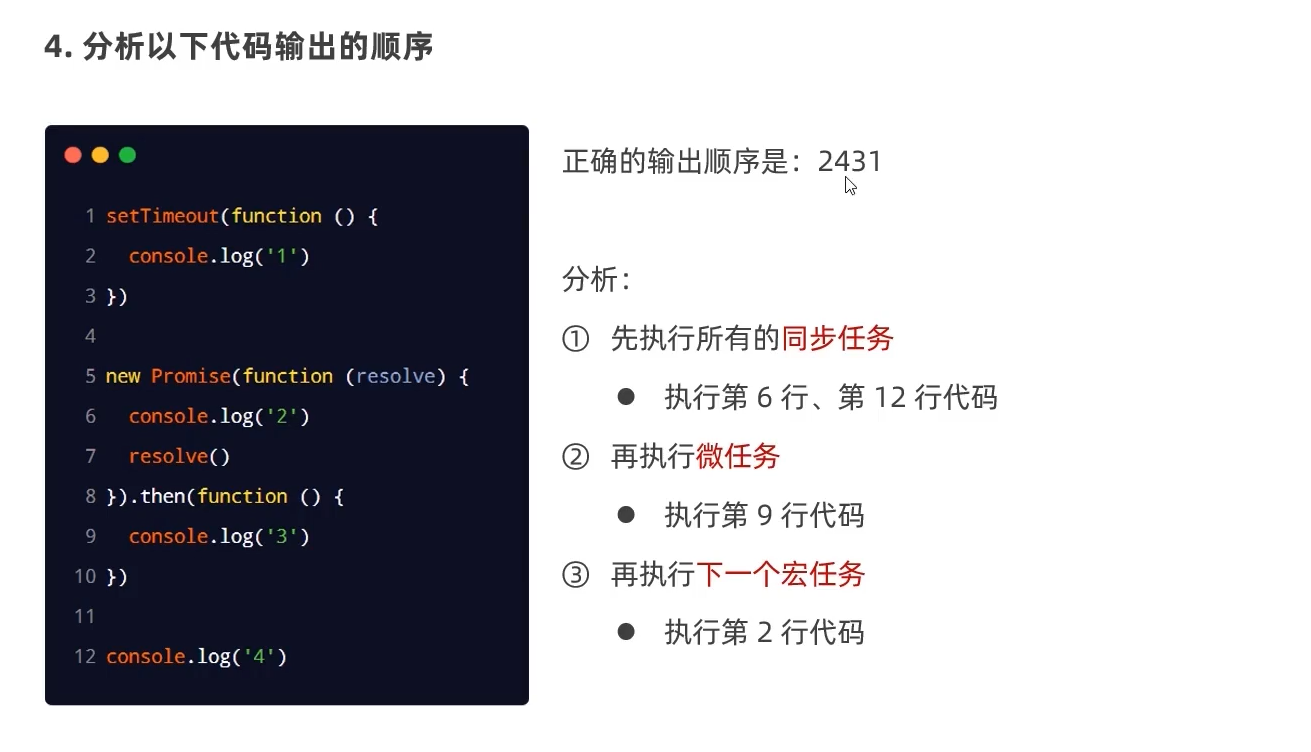 4. 分析以下代码输出的顺序
1 setTimeout(function () {
2 console.log('1')
3 })
4
5 new Promise(function (resolve) {
6 console.log('2')
7 resolve()
8 }).then(function () {
9 console.log('3')
10 })
11
12 console.log('4')
正确的输出顺序是：2431
分析：
① 先执行所有的同步任务
● 执行第 6 行、第 12 行代码
② 再执行微任务
● 执行第 9 行代码
③ 再执行下一个宏任务
● 执行第 2 行代码